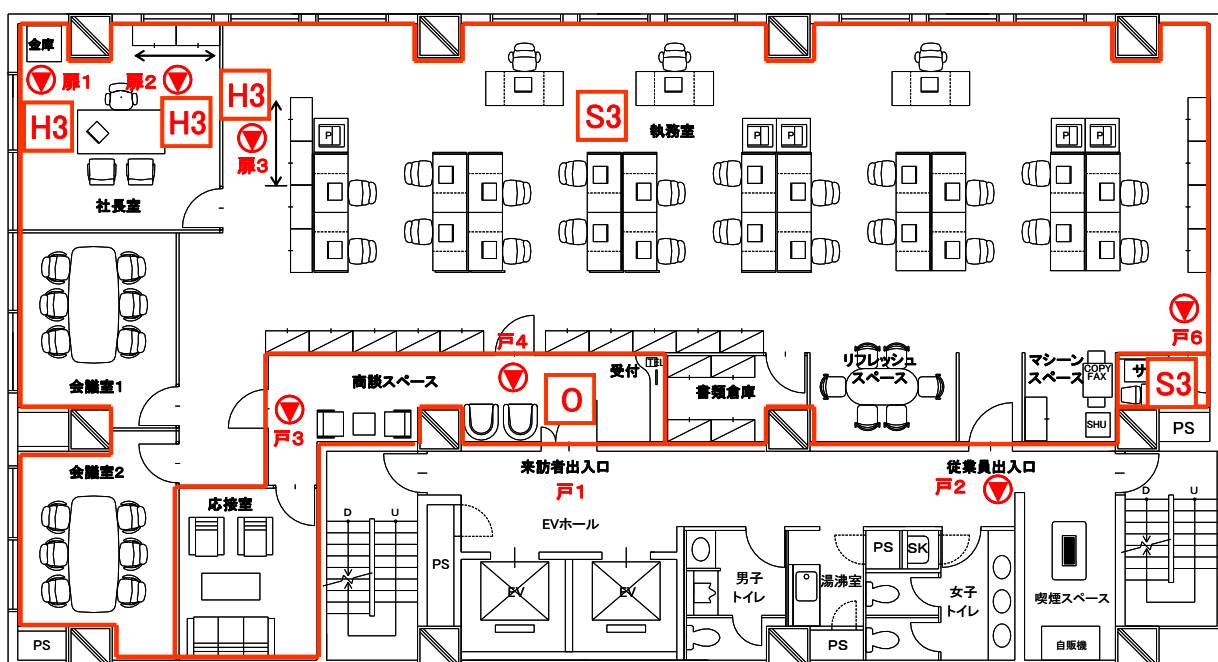 金庫
扉1
扉2
H3
H3
H3
扉3
社長室
S3
執務室
P
P
P
P
P
会議室1
戸4
商談スペース
受付
TEL
O
書類倉庫
リフレッシュ
スペース
マシーン
スペース
COPY
FAX
SHU
戸6
サ
S3
PS
戸3
会議室2
応接室
来訪者出入口
戸1
EVホール
従業員出入口
戸2
D
U
D
U
PS
EV
EV
男子
トイレ
湯沸室
PS
SK
女子
トイレ
喫煙スペース
自販機
PS
PS